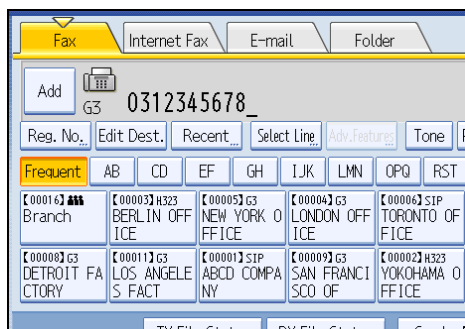 Fax Internet Fax E-mail Folder
Add G3 0312345678_
Reg. No. Edit Dest. Recent Select Line Adv.Features Tone
Frequent AB CD EF GH IJK LMN OPQ RST
【00016】 【00003】H323 【00005】G3 【00004】G3 【00006】SIP
Branch BERLIN OFF NEW YORK O LONDON OFF TORONTO OF
ICE FFICE ICE FICE
【00008】G3 【00011】G3 【00001】SIP 【00009】G3 【00002】H323
DETROIT FA LOS ANGELE ABCD COMPA SAN FRANCI YOKOHAMA O
CTORY S FACT NY SCO OF FFICE